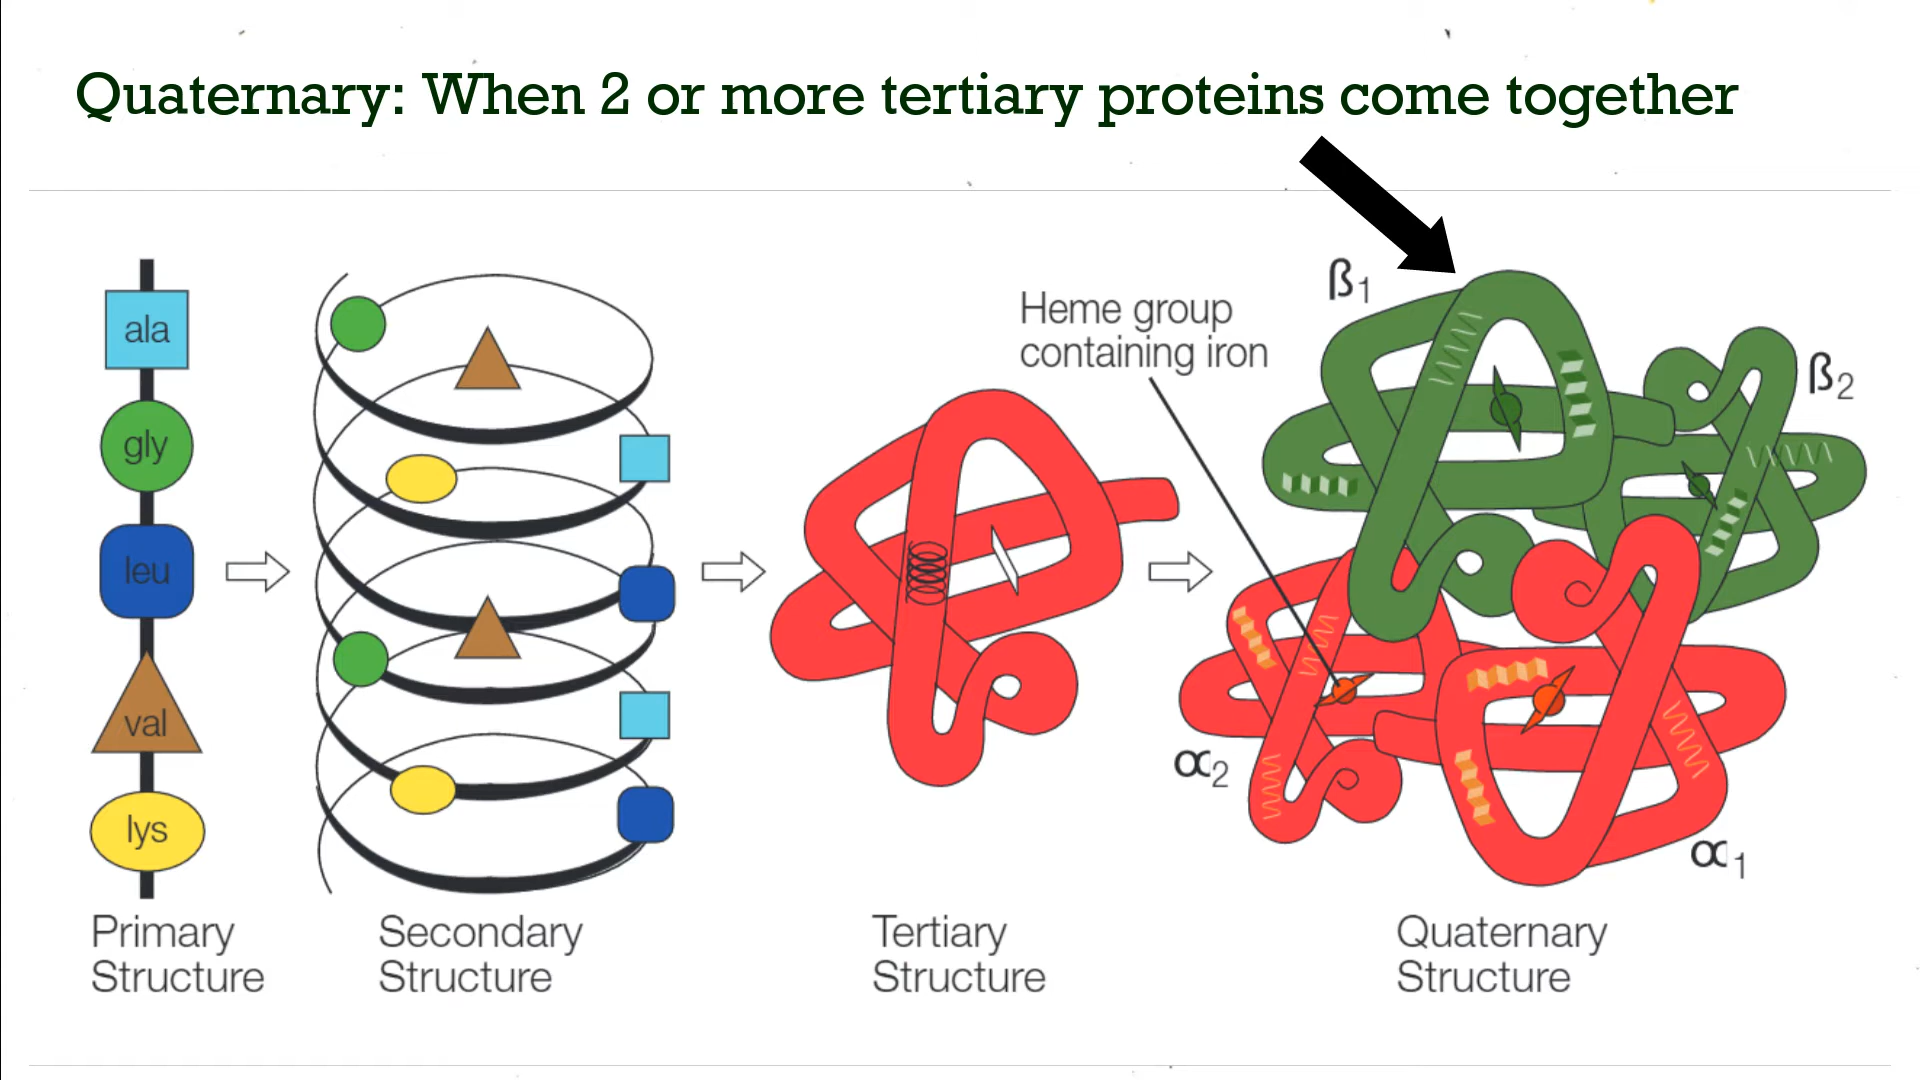 Quaternary: When 2 or more tertiary proteins come together
ala
gly
leu
val
lys
Heme group
containing iron
ß1
ß2
α2
α1
Primary
Structure
Secondary
Structure
Tertiary
Structure
Quaternary
Structure